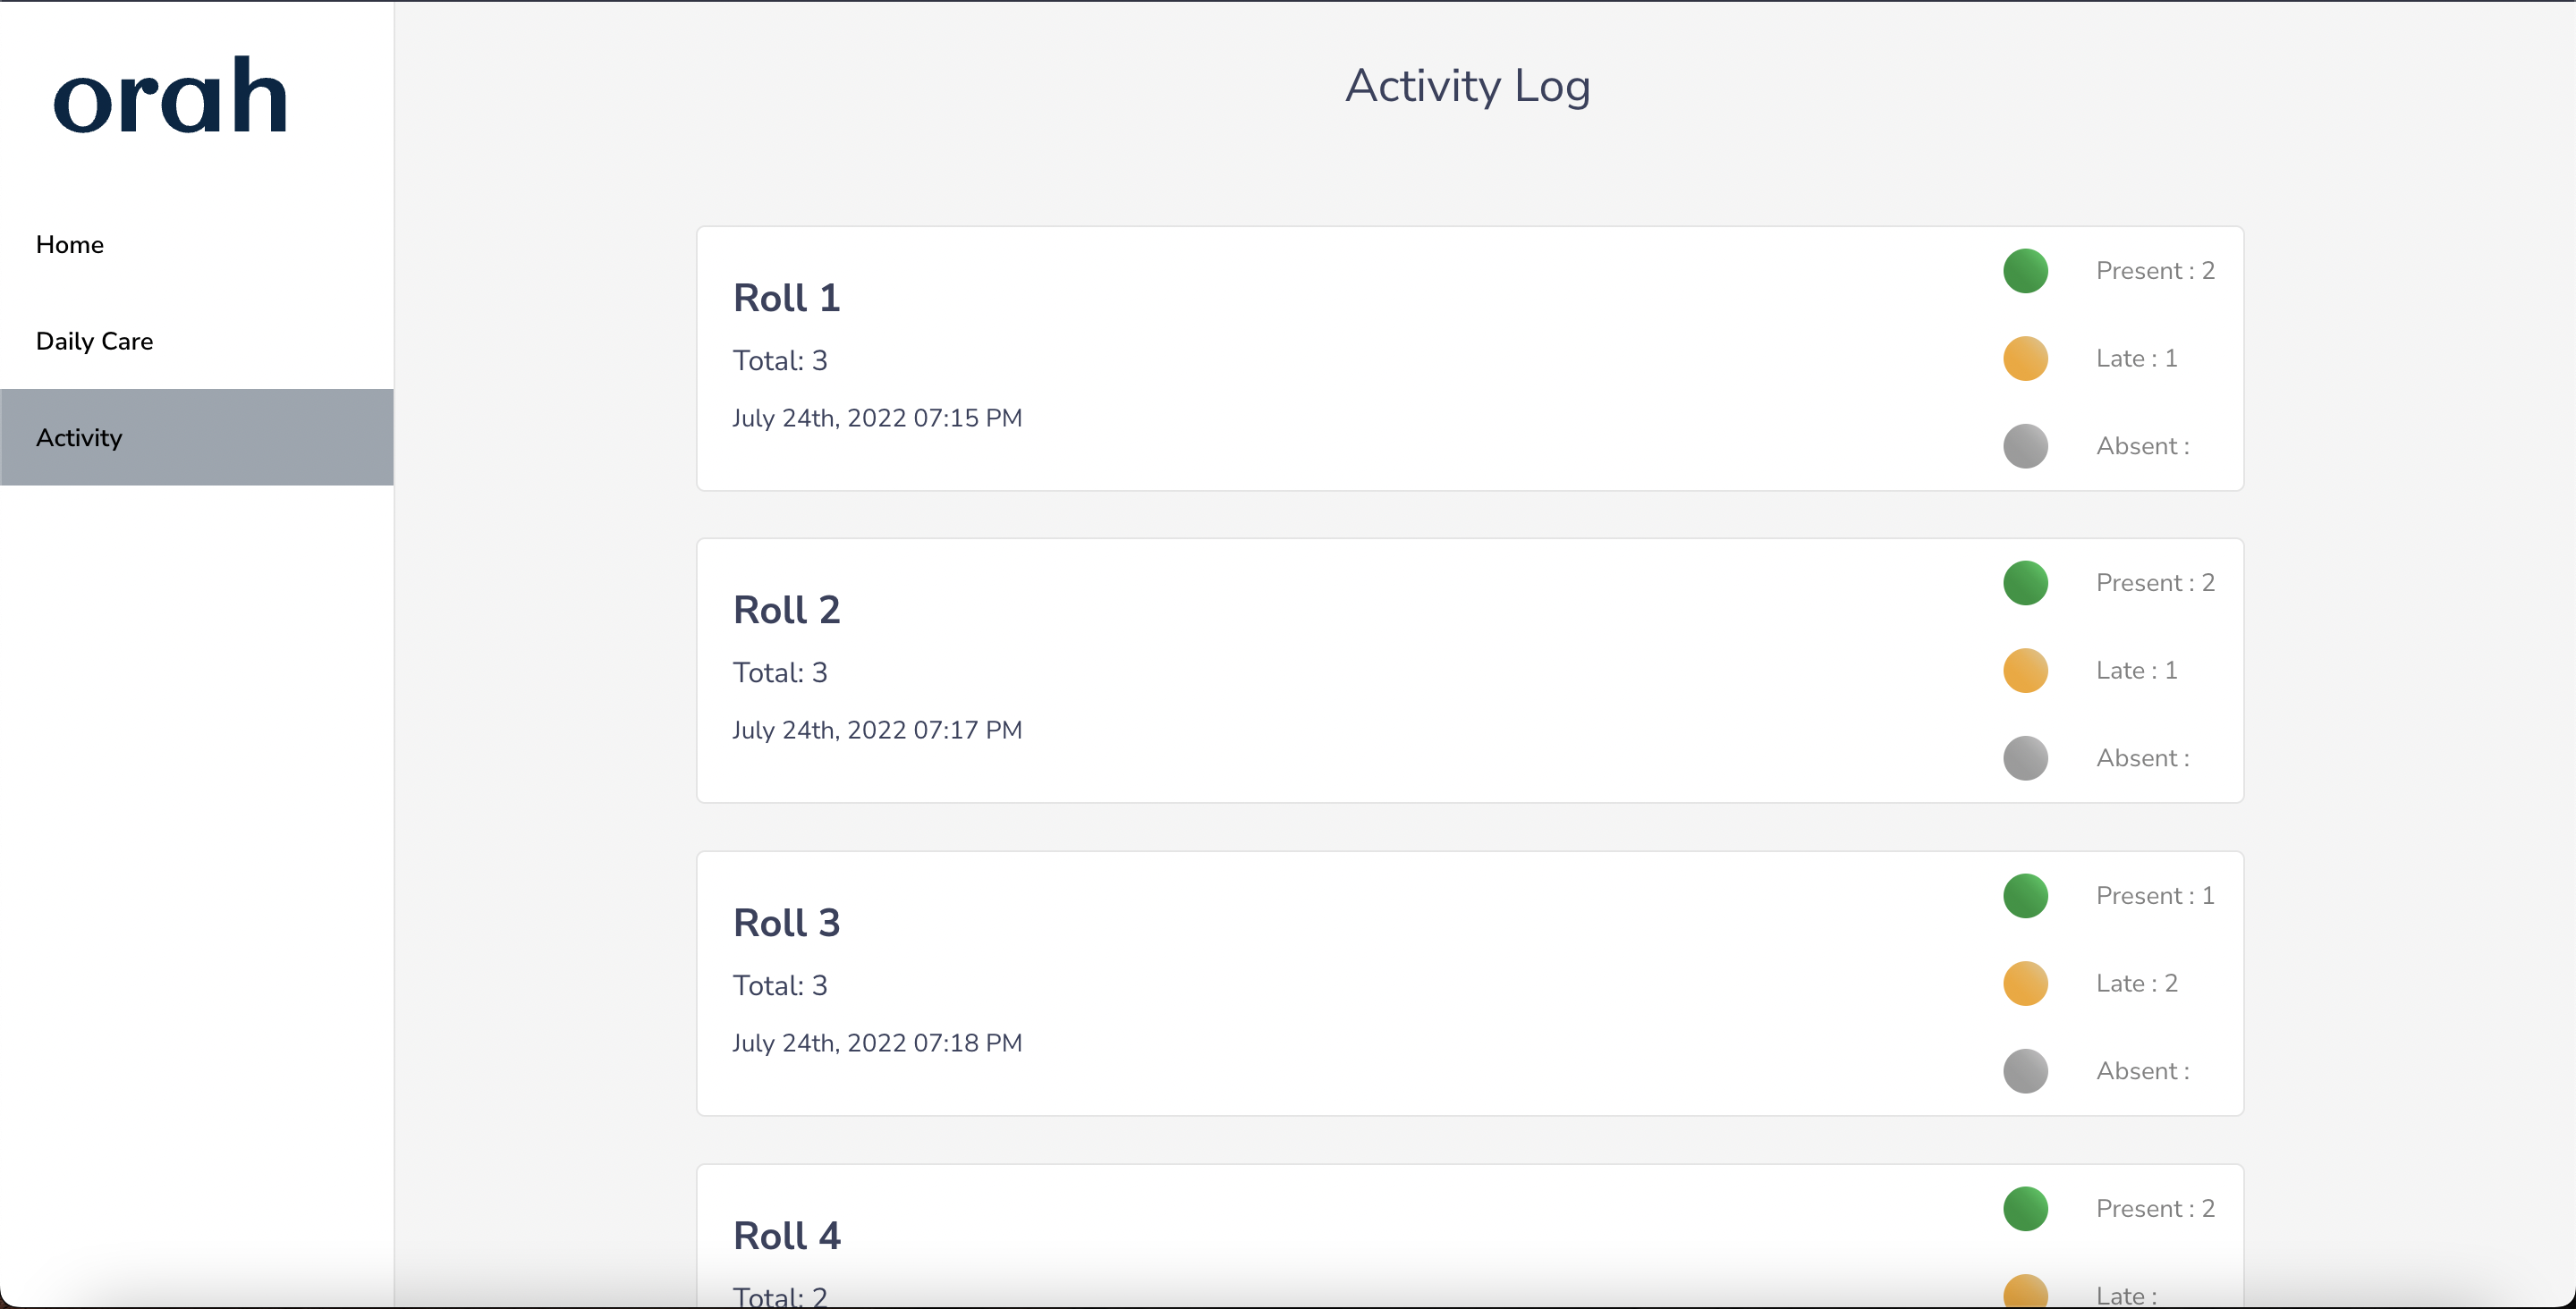 orah
Home
Daily Care
Activity
Activity Log
Roll 1
Total: 3
July 24th, 2022 07:15 PM
Present : 2
Late : 1
Absent :
Roll 2
Total: 3
July 24th, 2022 07:17 PM
Present : 2
Late : 1
Absent :
Roll 3
Total: 3
July 24th, 2022 07:18 PM
Present : 1
Late : 2
Absent :
Roll 4
Total: 2
Present : 2
Late :